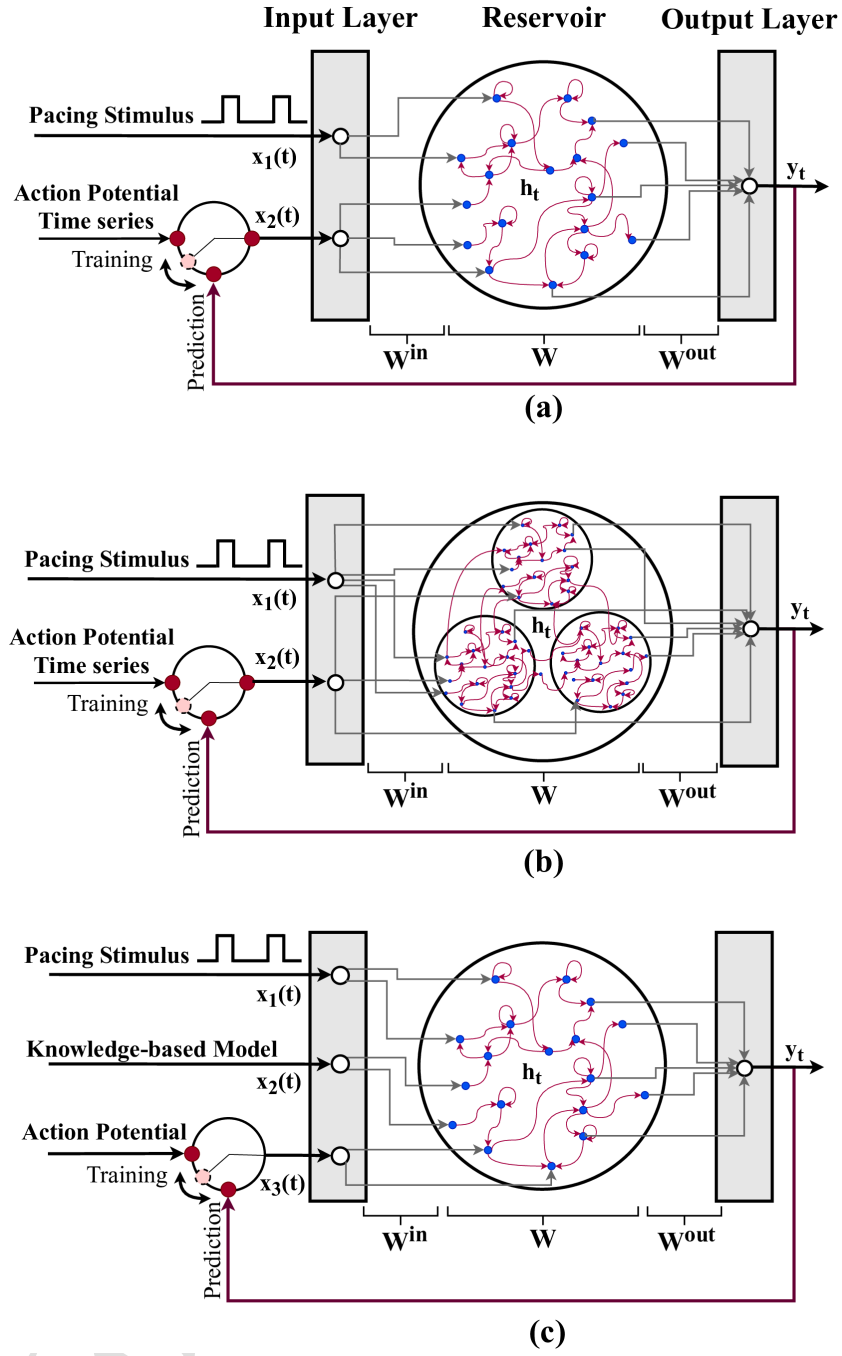 Input Layer Reservoir Output Layer
Pacing Stimulus
x1(t)
Action Potential
Time series
x2(t)
Training
Prediction
ht
yt
Win W Wout
(a)
Pacing Stimulus
x1(t)
Action Potential
Time series
x2(t)
Training
Prediction
ht
yt
Win W Wout
(b)
Pacing Stimulus
x1(t)
Knowledge-based Model
x2(t)
Action Potential
Training
x3(t)
Prediction
ht
yt
Win W Wout
(c)